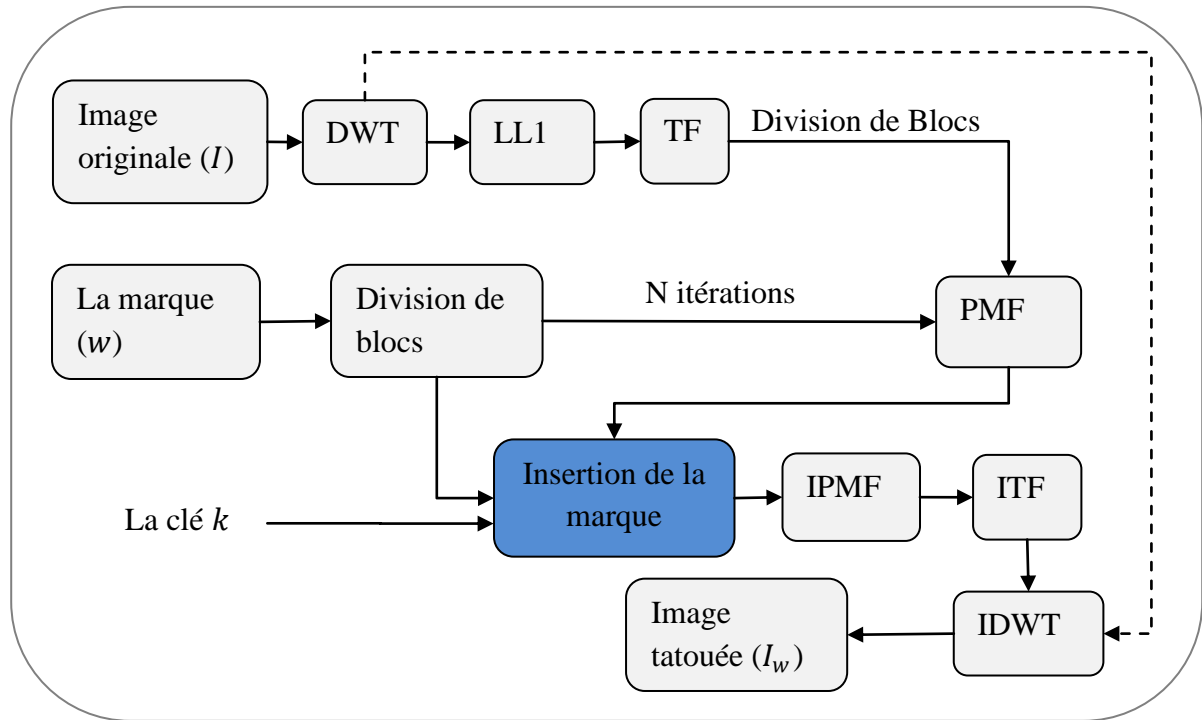 Image
originale (I)
DWT
LL1
TF
Division de Blocs
La marque
(w)
Division de
blocs
N itérations
PMF
Insertion de la
marque
IPMF
ITF
La clé k
Image
tatouée (I_w)
IDWT